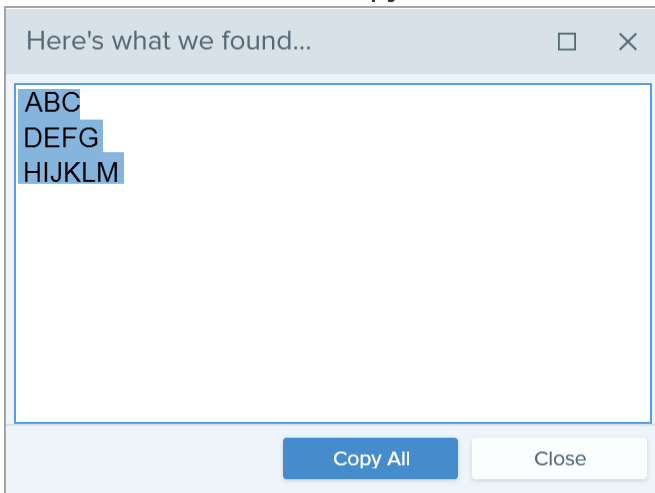 Here's what we found...
ABC
DEFG
HIJKLM
Copy All
Close